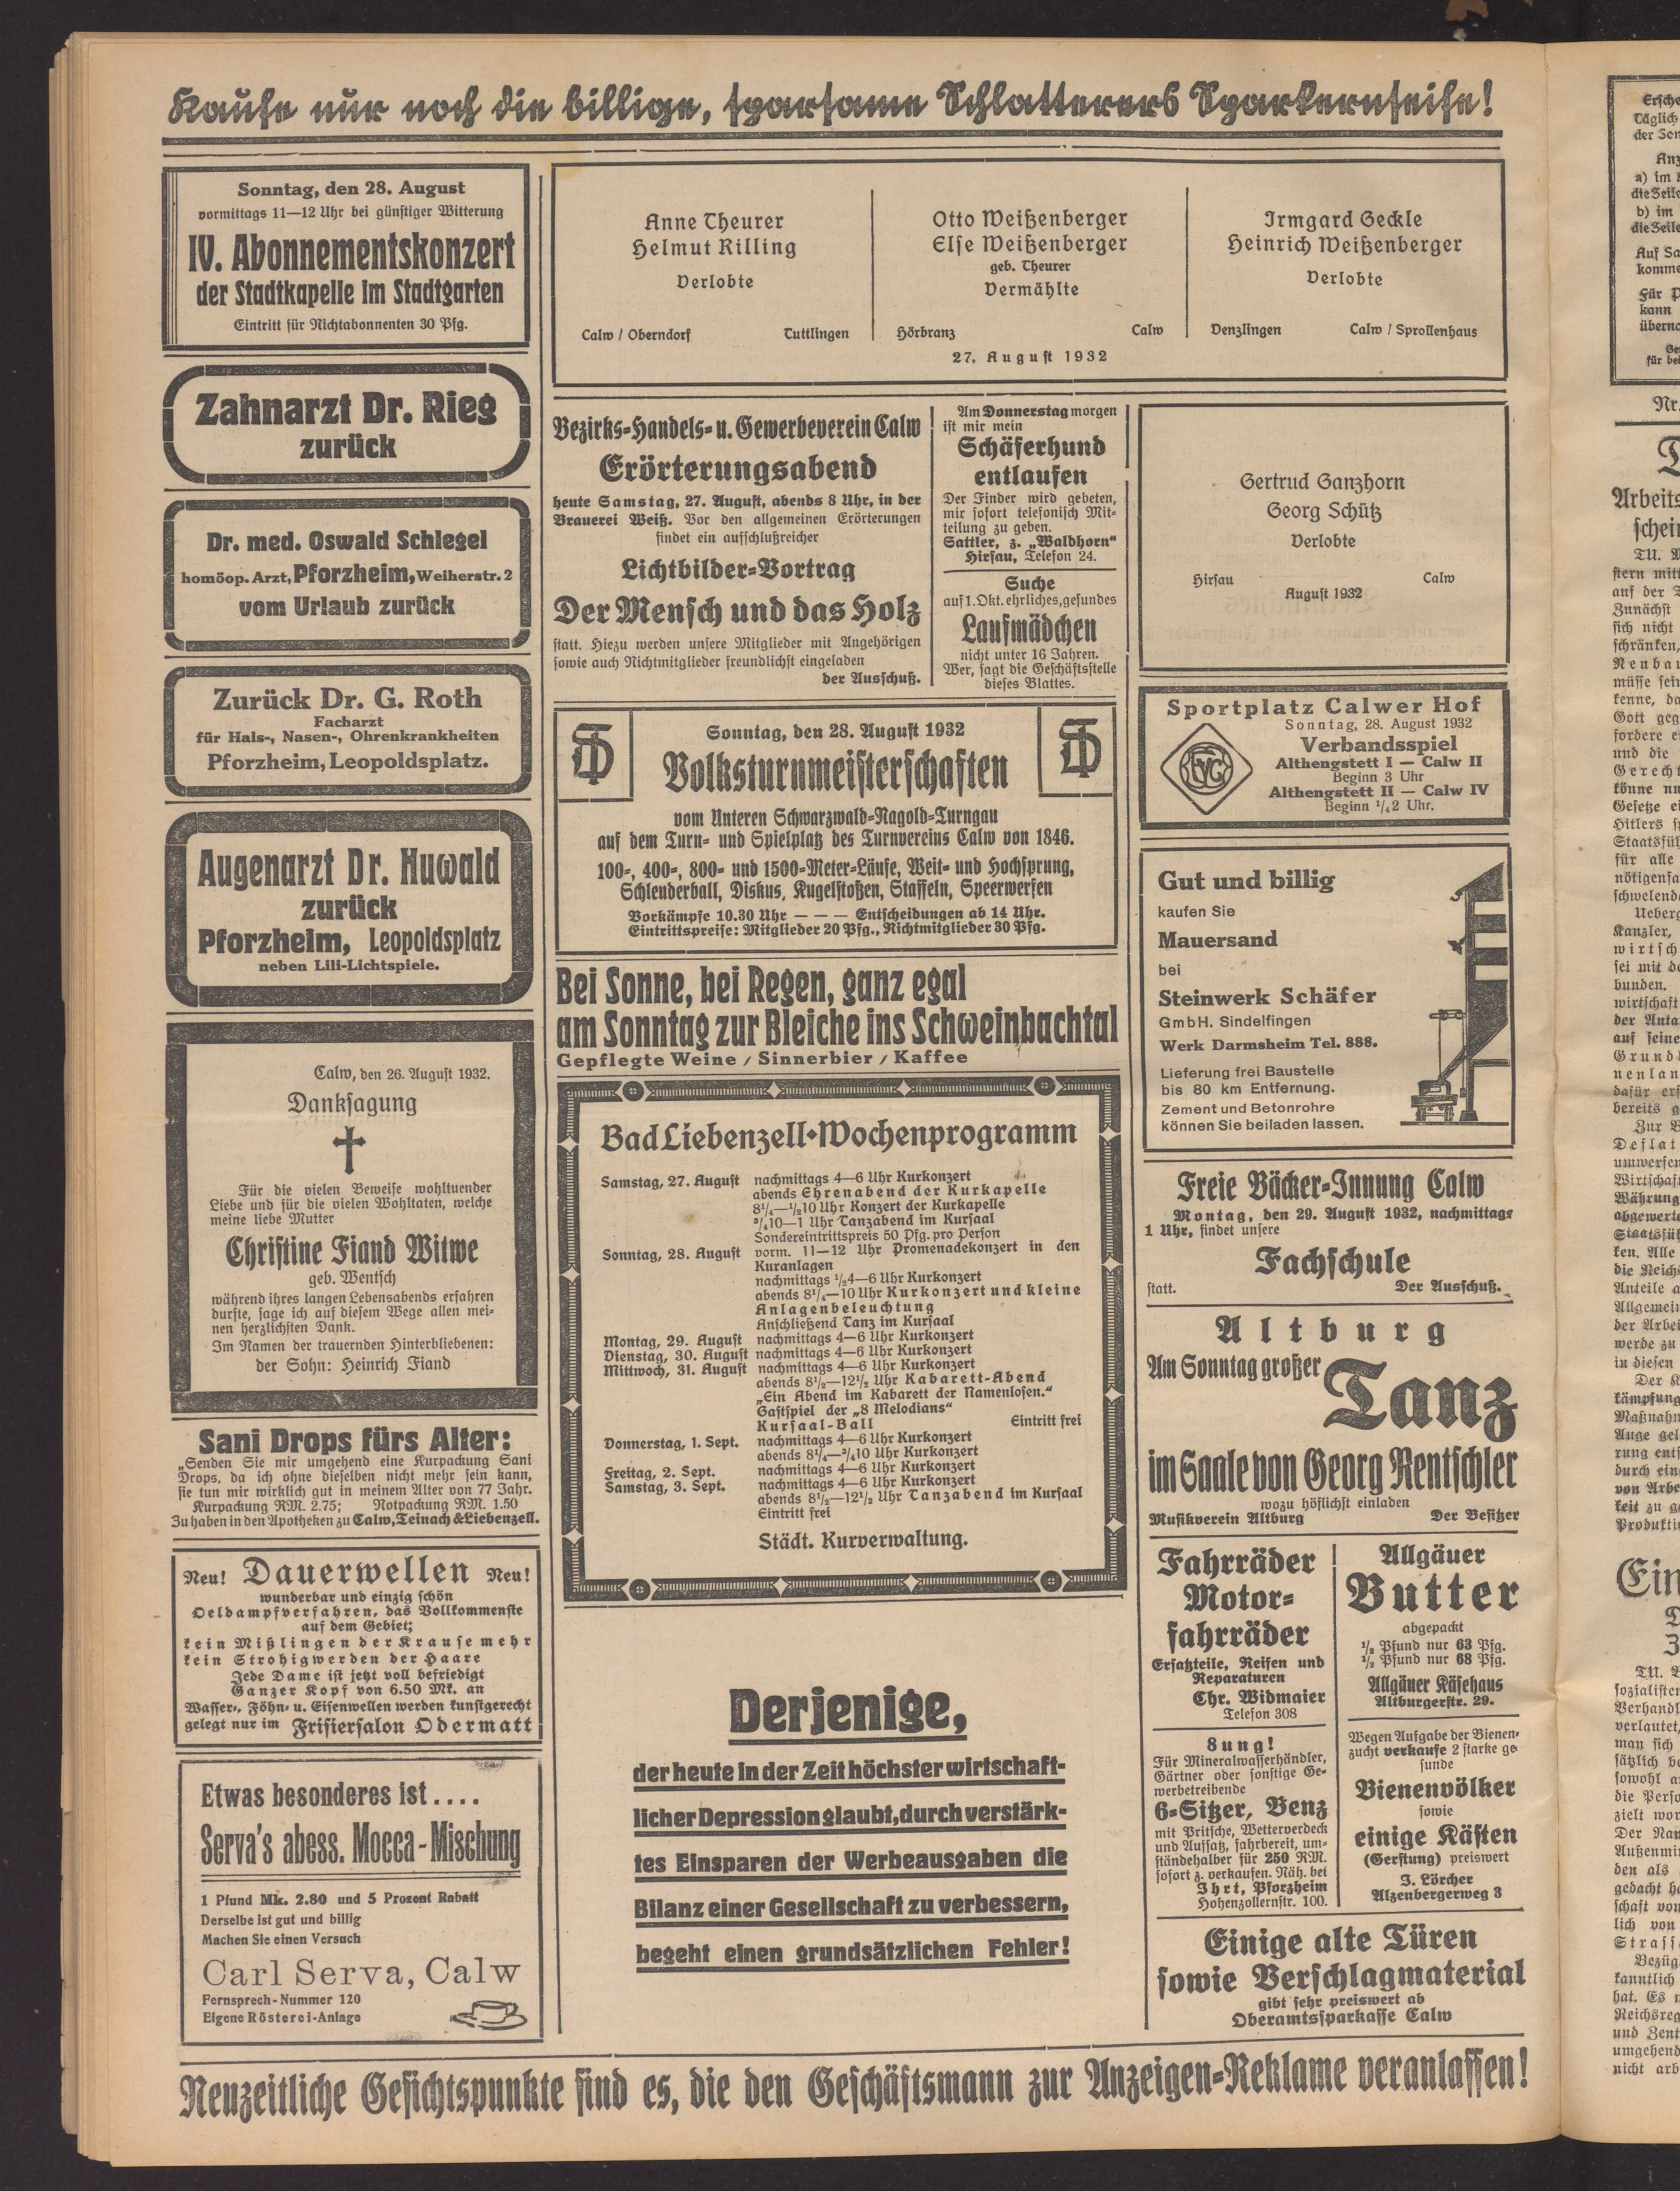 Kaufe nur noch die billige, sparsame Schlatterers Sparkernseife!
Sonntag, den 28. August
vormittags 11—12 Uhr bei günstiger Witterung
IV. Abonnementskonzert
der Stadtkapelle im Stadtgarten
Eintritt für Nichtabonnenten 30 Pfg.
Zahnarzt Dr. Rieg
zurück
Dr. med. Oswald Schlegel
homöop. Arzt, Pforzheim, Weiherstr. 2
vom Urlaub zurück
Zurück Dr. G. Roth
Facharzt
für Hals-, Nasen-, Ohrenkrankheiten
Pforzheim, Leopoldsplatz.
Augenarzt Dr. Huwald
zurück
Pforzheim, Leopoldsplatz
neben Lili-Lichtspiele.
Calw, den 26. August 1932.
Danksagung
Für die vielen Beweise wohltuender
Liebe und für die vielen Wohltaten, welche
meine liebe Mutter
Christine Fiand Witwe
geb. Wentsch
während ihres langen Lebensabends erfahren
durfte, sage ich auf diesem Wege allen mei-
nen herzlichsten Dank.
Im Namen der trauernden Hinterbliebenen:
der Sohn: Heinrich Fiand
Sani Drops fürs Alter:
„Senden Sie mir umgehend eine Kurpackung Sani
Drops, da ich ohne dieselben nicht mehr sein kann,
sie tun mir wirklich gut in meinem Alter von 77 Jahr.
Kurpackung RM. 2.75; Notpackung RM. 1.50
Zu haben in den Apotheken zu Calw, Teinach & Liebenzell.
Neu! Dauerwellen Neu!
wunderbar und einzig schön
Oeldampfverfahren, das Vollkommenste
auf dem Gebiet;
kein Mißlingen der Krause mehr
kein Strohigwerden der Haare
Jede Dame ist jetzt voll befriedigt
Ganzer Kopf von 6.50 Mk. an
Wasser-, Föhn- u. Eisenwellen werden kunstgerecht
gelegt nur im Frisiersalon Odermatt
Etwas besonderes ist . . . .
Serva's abess. Mocca-Mischung
1 Pfund Mk. 2.80 und 5 Prozent Rabatt
Derselbe ist gut und billig
Machen Sie einen Versuch
Carl Serva, Calw
Fernsprech-Nummer 120
Eigene Rösterei-Anlage
Anne Theurer
Helmut Rilling
Verlobte
Calw / Oberndorf Tuttlingen
Otto Weißenberger
Else Weißenberger
geb. Theurer
Vermählte
Hörbranz Calw
Irmgard Geckle
Heinrich Weißenberger
Verlobte
Denzlingen Calw / Sprollenhaus
27. August 1932
Bezirks-Handels- u. Gewerbeverein Calw
Erörterungsabend
heute Samstag, 27. August, abends 8 Uhr, in der
Brauerei Weiß. Vor den allgemeinen Erörterungen
findet ein aufschlußreicher
Lichtbilder-Vortrag
Der Mensch und das Holz
statt. Hiezu werden unsere Mitglieder mit Angehörigen
sowie auch Nichtmitglieder freundlichst eingeladen
der Ausschuß.
Am Donnerstag morgen
ist mir mein
Schäferhund
entlaufen
Der Finder wird gebeten,
mir sofort telefonisch Mit-
teilung zu geben.
Sattler, z. „Waldhorn“
Hirsau, Telefon 24.
Suche
auf 1. Okt. ehrliches, gesundes
Laufmädchen
nicht unter 16 Jahren.
Wer, sagt die Geschäftsstelle
dieses Blattes.
Sonntag, den 28. August 1932
Volksturnmeisterschaften
vom Unteren Schwarzwald-Nagold-Turngau
auf dem Turn- und Spielplatz des Turnvereins Calw von 1846.
100-, 400-, 800- und 1500-Meter-Läufe, Weit- und Hochsprung,
Schleuderball, Diskus, Kugelstoßen, Staffeln, Speerwerfen
Vorkämpfe 10.30 Uhr — — — Entscheidungen ab 14 Uhr.
Eintrittspreise: Mitglieder 20 Pfg., Nichtmitglieder 30 Pfg.
Bei Sonne, bei Regen, ganz egal
am Sonntag zur Bleiche ins Schweinbachtal
Gepflegte Weine / Sinnerbier / Kaffee
Bad Liebenzell • Wochenprogramm
Samstag, 27. August nachmittags 4—6 Uhr Kurkonzert
abends Ehrenabend der Kurkapelle
8¼—½10 Uhr Konzert der Kurkapelle
¾10—1 Uhr Tanzabend im Kursaal
Sondereintrittspreis 50 Pfg. pro Person
Sonntag, 28. August vorm. 11—12 Uhr Promenadekonzert in den
Kuranlagen
nachmittags ½4—6 Uhr Kurkonzert
abends 8¼—10 Uhr Kurkonzert und kleine
Anlagenbeleuchtung
Anschließend Tanz im Kursaal
Montag, 29. August nachmittags 4—6 Uhr Kurkonzert
Dienstag, 30. August nachmittags 4—6 Uhr Kurkonzert
Mittwoch, 31. August nachmittags 4—6 Uhr Kurkonzert
abends 8½—12½ Uhr Kabarett-Abend
„Ein Abend im Kabarett der Namenlosen.“
Gastspiel der „8 Melodians“
Kursaal-Ball Eintritt frei
Donnerstag, 1. Sept. nachmittags 4—6 Uhr Kurkonzert
abends 8¼—¾10 Uhr Kurkonzert
Freitag, 2. Sept. nachmittags 4—6 Uhr Kurkonzert
Samstag, 3. Sept. nachmittags 4—6 Uhr Kurkonzert
abends 8½—12½ Uhr Tanzabend im Kursaal
Eintritt frei
Städt. Kurverwaltung.
Derjenige,
der heute in der Zeit höchster wirtschaft-
licher Depression glaubt, durch verstärk-
tes Einsparen der Werbeausgaben die
Bilanz einer Gesellschaft zu verbessern,
begeht einen grundsätzlichen Fehler!
Gertrud Ganzhorn
Georg Schütz
Verlobte
Hirsau Calw
August 1932
Sportplatz Calwer Hof
Sonntag, 28. August 1932
Verbandsspiel
Althengstett I — Calw II
Beginn 3 Uhr
Althengstett II — Calw IV
Beginn ¼2 Uhr.
Gut und billig
kaufen Sie
Mauersand
bei
Steinwerk Schäfer
GmbH. Sindelfingen
Werk Darmsheim Tel. 888.
Lieferung frei Baustelle
bis 80 km Entfernung.
Zement und Betonrohre
können Sie beiladen lassen.
Freie Bäcker-Innung Calw
Montag, den 29. August 1932, nachmittags
1 Uhr, findet unsere
Fachschule
statt. Der Ausschuß.
Altburg
Am Sonntag großer
Tanz
im Saale von Georg Rentschler
wozu höflichst einladen
Musikverein Altburg Der Besitzer
Fahrräder
Motor-
fahrräder
Ersatzteile, Reifen und
Reparaturen
Chr. Widmaier
Telefon 308
8ung!
Für Mineralwasserhändler,
Gärtner oder sonstige Ge-
werbetreibende
6-Sitzer, Benz
mit Pritsche, Wetterverdeck
und Aufsatz, fahrbereit, um-
ständehalber für 250 RM.
sofort z. verkaufen. Näh. bei
Ihrt, Pforzheim
Hohenzollernstr. 100.
Allgäuer
Butter
abgepackt
½ Pfund nur 63 Pfg.
½ Pfund nur 68 Pfg.
Allgäuer Käsehaus
Altburgerstr. 29.
Wegen Aufgabe der Bienen-
zucht verkaufe 2 starke ge-
sunde
Bienenvölker
sowie
einige Kästen
(Gerstung) preiswert
J. Lörcher
Alzenbergerweg 3
Einige alte Türen
sowie Verschlagmaterial
gibt sehr preiswert ab
Oberamtssparkasse Calw
Neuzeitliche Gesichtspunkte sind es, die den Geschäftsmann zur Anzeigen-Reklame veranlassen!